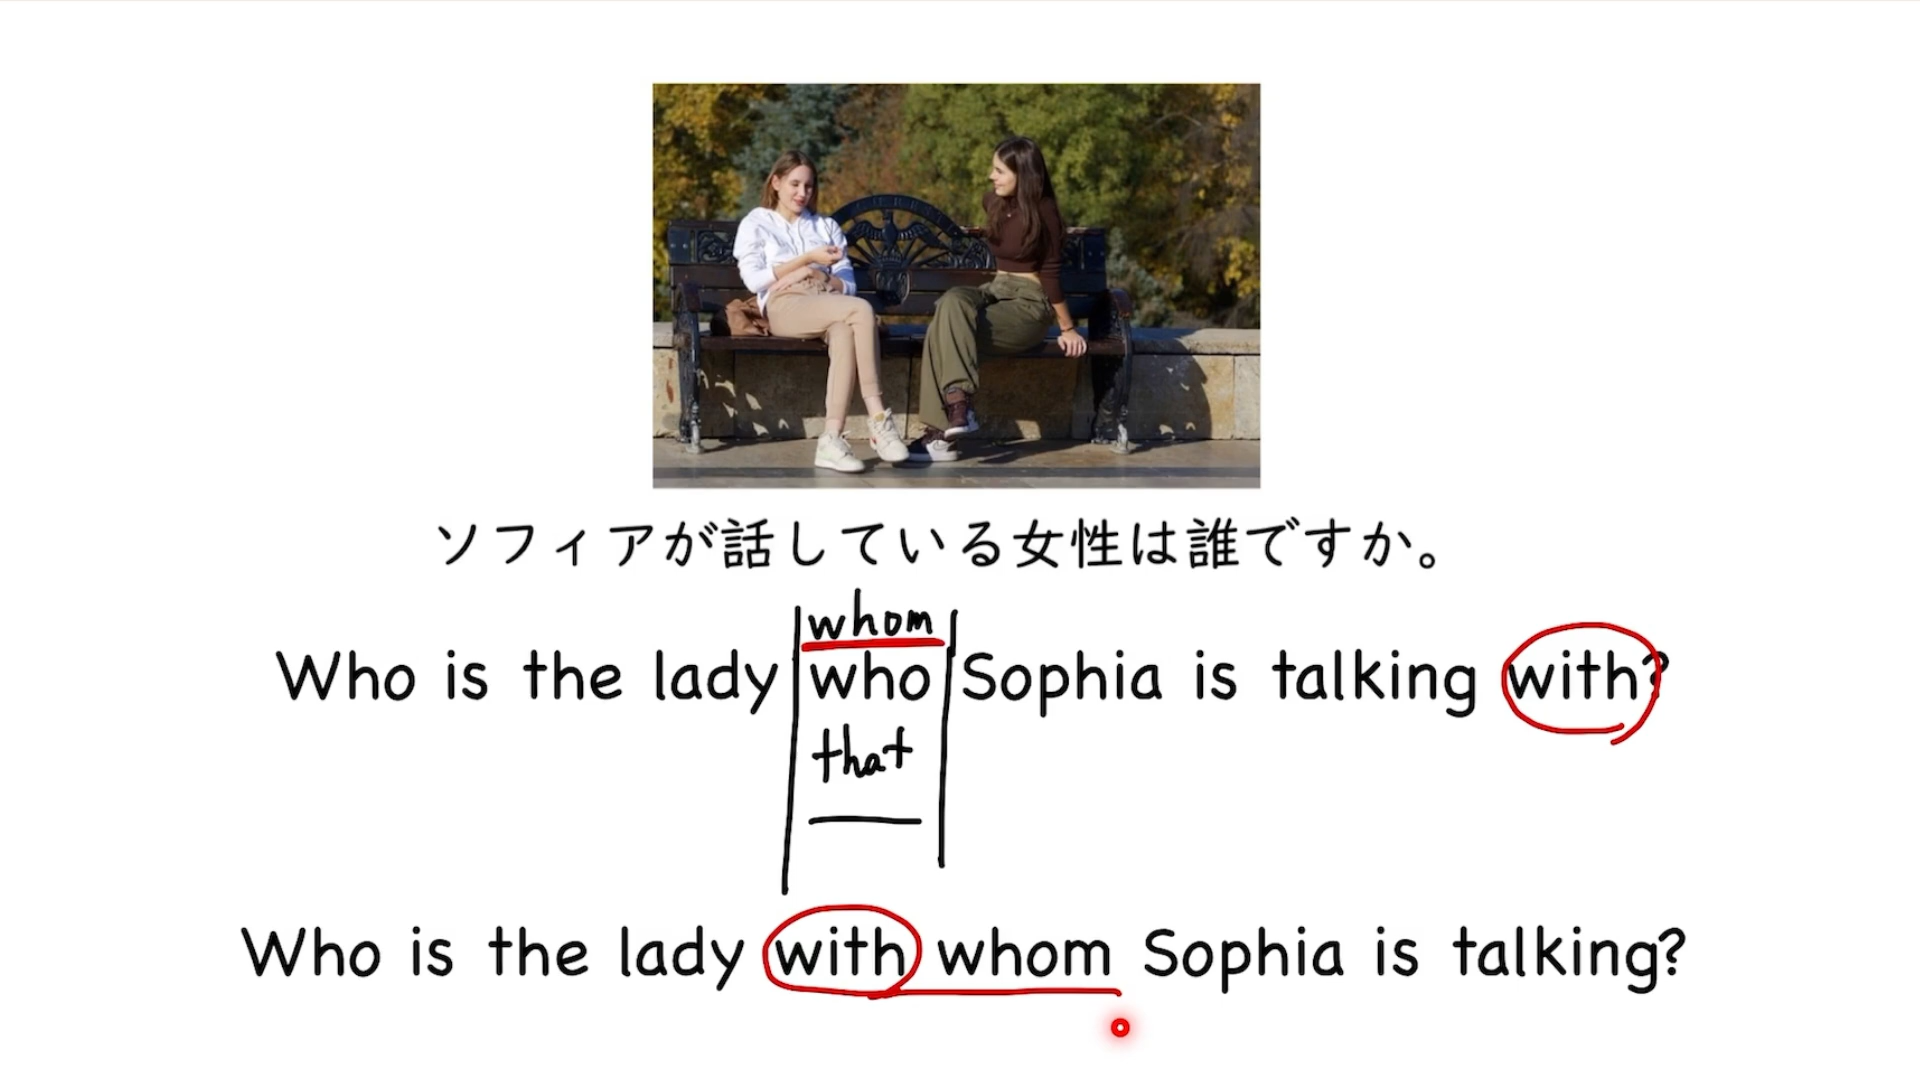 ソフィアが話している女性は誰ですか。
whom
Who is the lady who Sophia is talking with?
that
Who is the lady with whom Sophia is talking?